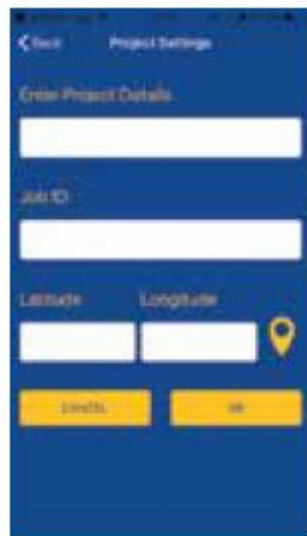 Back Project Settings
Enter Project Details
Job ID
Latitude Longitude
CANCEL OK